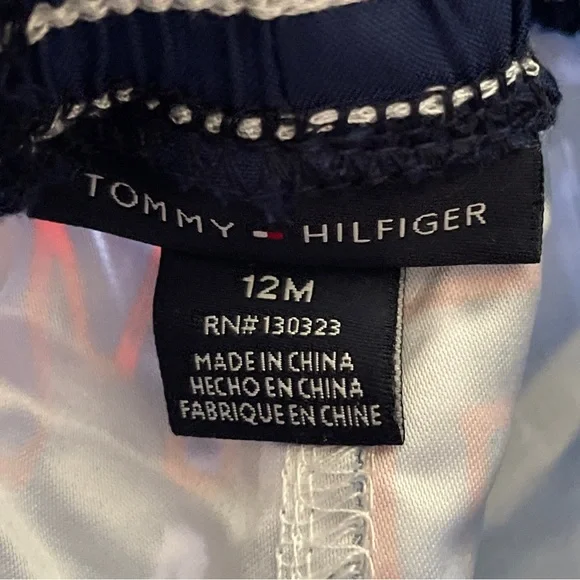 TOMMY HILFIGER
12M
RN#130323
MADE IN CHINA
HECHO EN CHINA
FABRIQUE EN CHINE